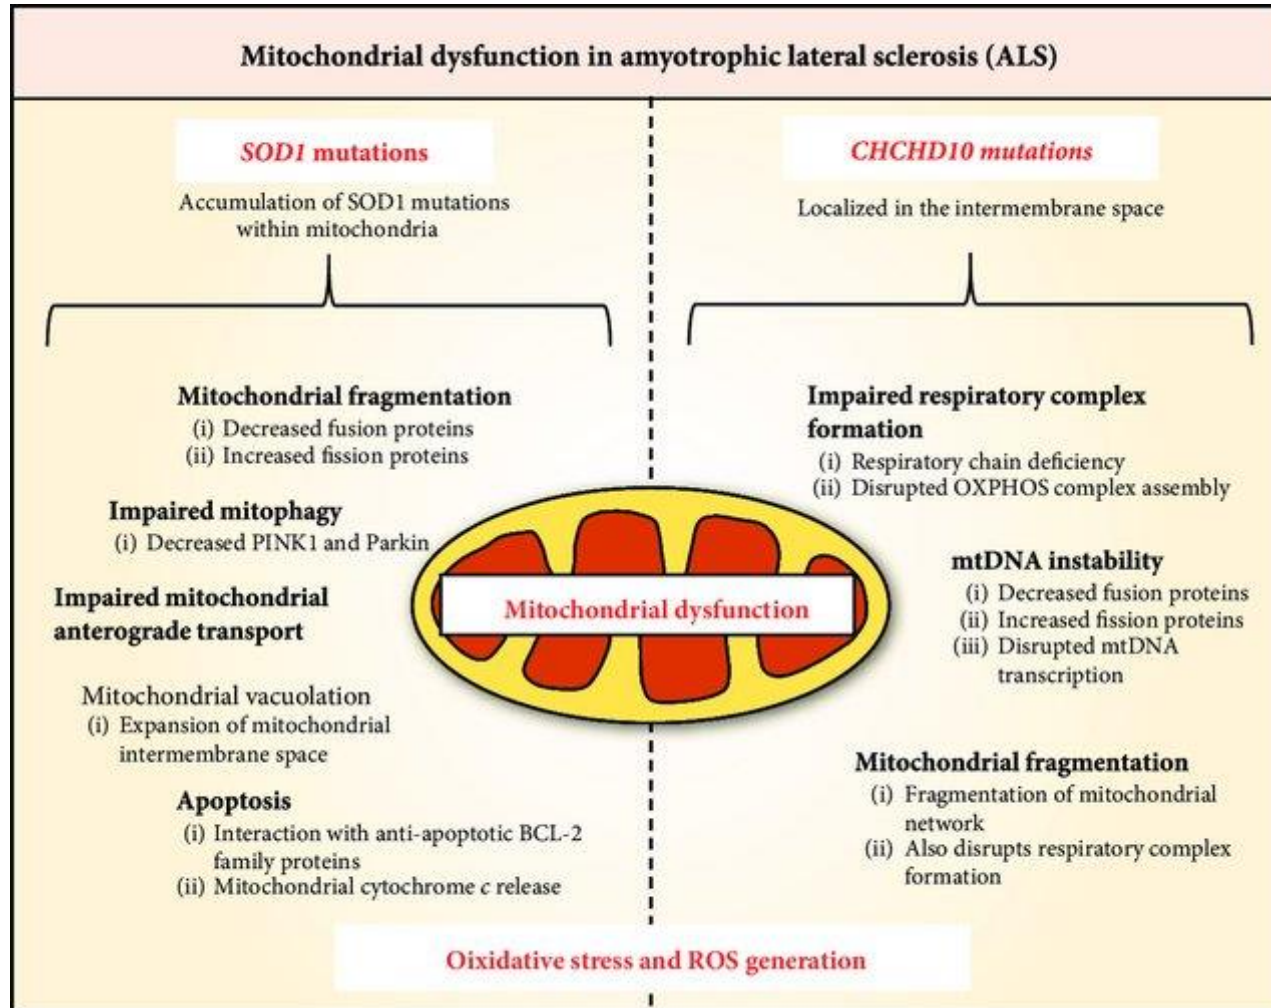 Mitochondrial dysfunction in amyotrophic lateral sclerosis (ALS)
SOD1 mutations
Accumulation of SOD1 mutations
within mitochondria
Mitochondrial fragmentation
(i) Decreased fusion proteins
(ii) Increased fission proteins
Impaired mitophagy
(i) Decreased PINK1 and Parkin
Impaired mitochondrial
anterograde transport
Mitochondrial vacuolation
(i) Expansion of mitochondrial
intermembrane space
Apoptosis
(i) Interaction with anti-apoptotic BCL-2
family proteins
(ii) Mitochondrial cytochrome c release
CHCHD10 mutations
Localized in the intermembrane space
Impaired respiratory complex
formation
(i) Respiratory chain deficiency
(ii) Disrupted OXPHOS complex assembly
mtDNA instability
(i) Decreased fusion proteins
(ii) Increased fission proteins
(iii) Disrupted mtDNA
transcription
Mitochondrial fragmentation
(i) Fragmentation of mitochondrial
network
(ii) Also disrupts respiratory complex
formation
Mitochondrial dysfunction
Oixidative stress and ROS generation